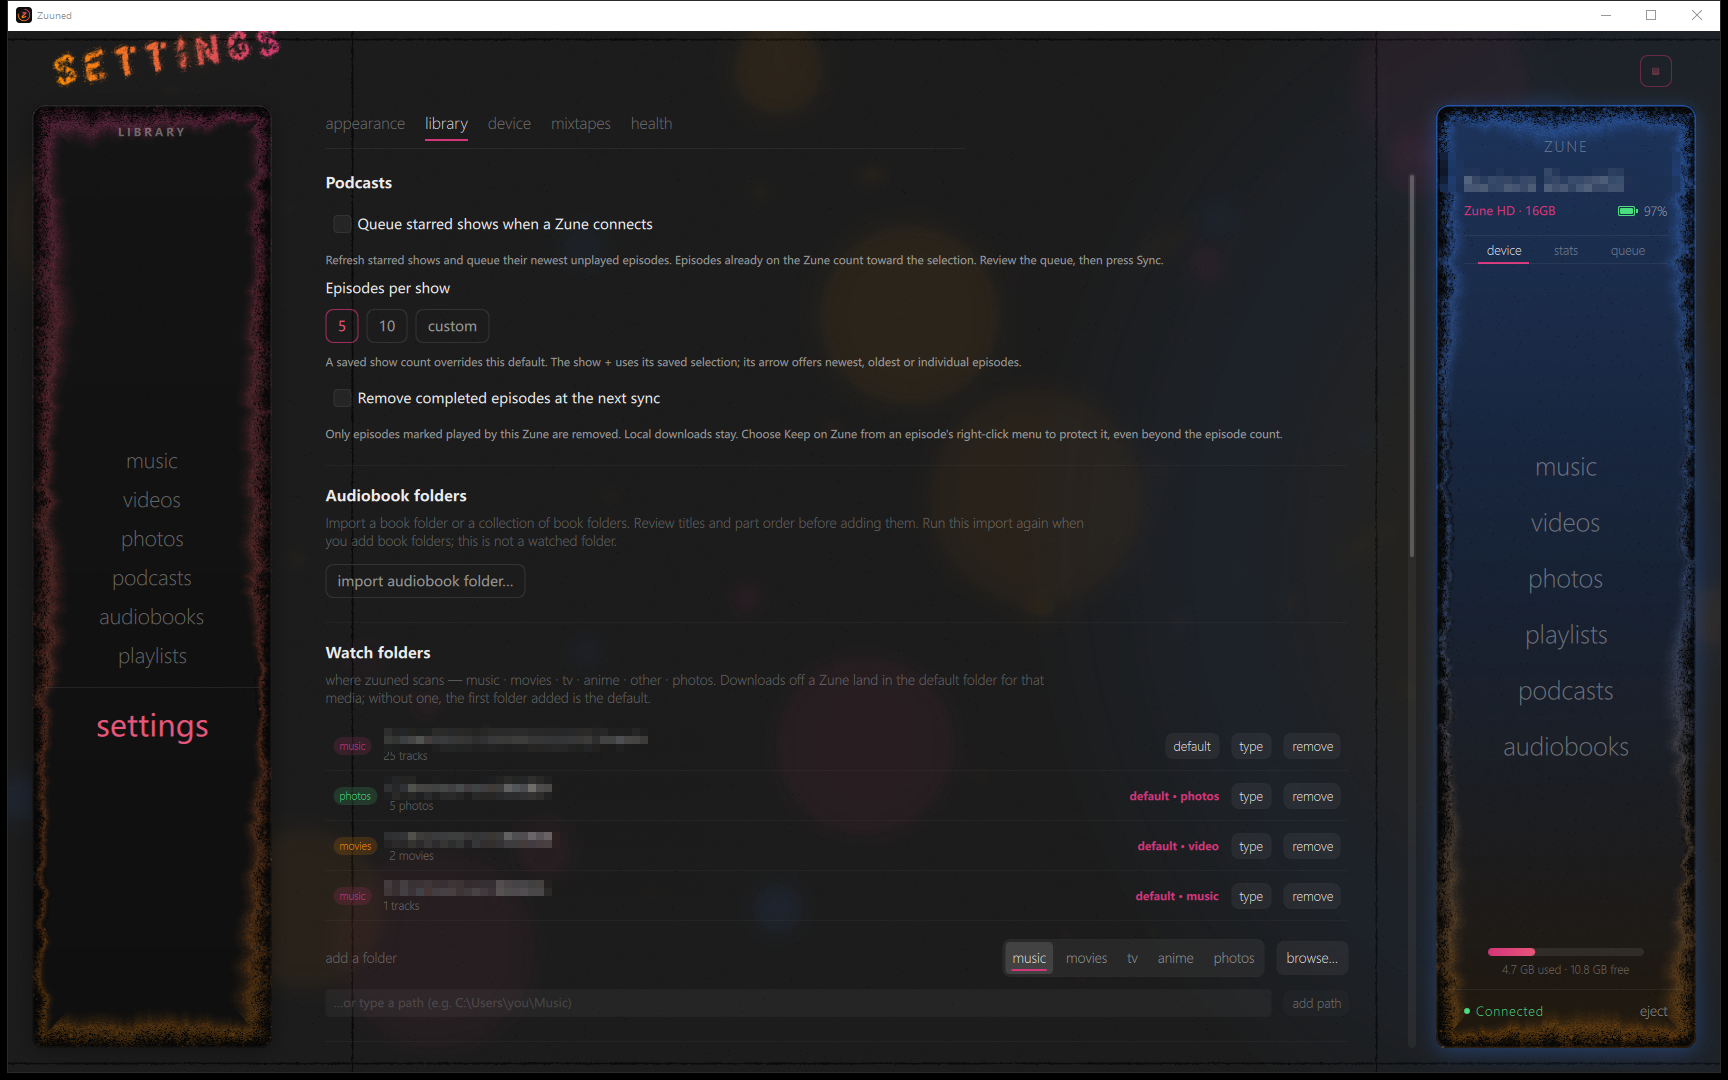 Zuuned
SETTINGS
LIBRARY
music
videos
photos
podcasts
audiobooks
playlists
settings
appearance library device mixtapes health
Podcasts
Queue starred shows when a Zune connects
Refresh starred shows and queue their newest unplayed episodes. Episodes already on the Zune count toward the selection. Review the queue, then press Sync.
Episodes per show
5 10 custom
A saved show count overrides this default. The show + uses its saved selection; its arrow offers newest, oldest or individual episodes.
Remove completed episodes at the next sync
Only episodes marked played by this Zune are removed. Local downloads stay. Choose Keep on Zune from an episode's right-click menu to protect it, even beyond the episode count.
Audiobook folders
Import a book folder or a collection of book folders. Review titles and part order before adding them. Run this import again when
you add book folders; this is not a watched folder.
import audiobook folder...
Watch folders
where zuuned scans — music · movies · tv · anime · other · photos. Downloads off a Zune land in the default folder for that
media; without one, the first folder added is the default.
music
25 tracks
default type remove
photos
5 photos
default • photos type remove
movies
2 movies
default • video type remove
music
1 tracks
default • music type remove
add a folder
music movies tv anime photos browse...
...or type a path (e.g. C:\Users\you\Music)
add path
ZUNE
Zune HD · 16GB
97%
device stats queue
music
videos
photos
playlists
podcasts
audiobooks
4.7 GB used · 10.8 GB free
Connected
eject